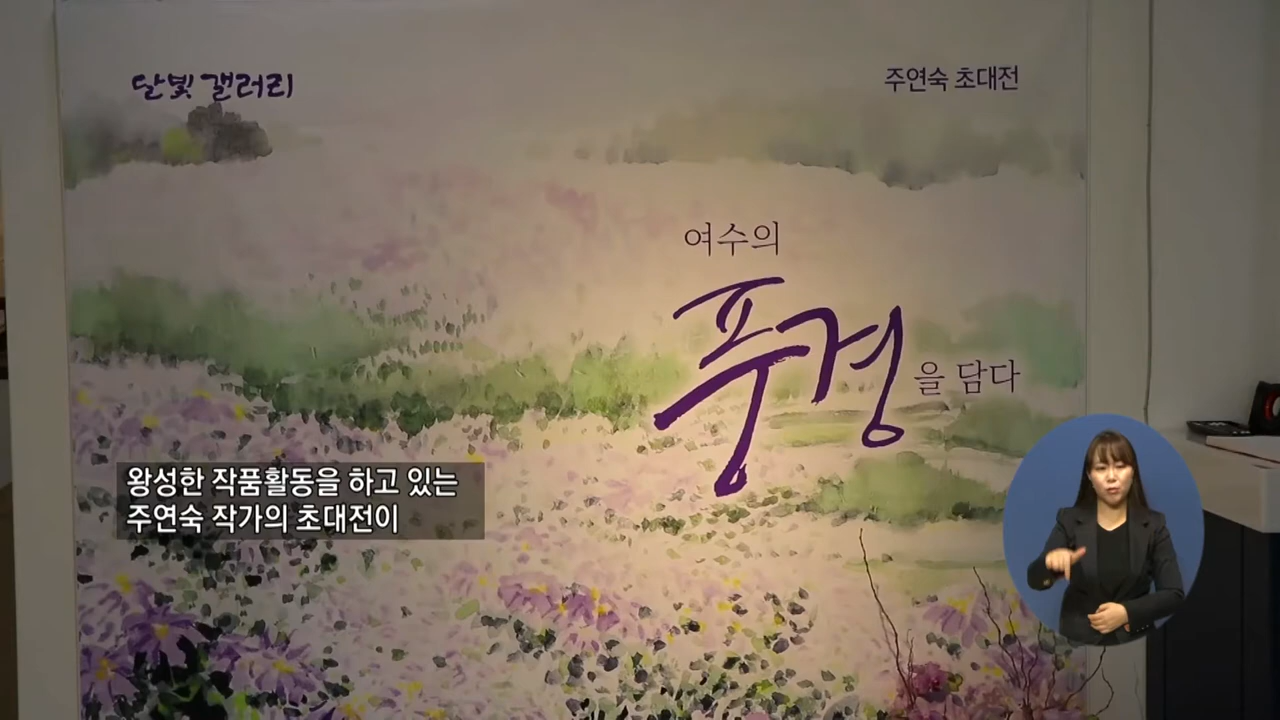 달빛 갤러리
주연숙 초대전
여수의
풍경을 담다
왕성한 작품활동을 하고 있는
주연숙 작가의 초대전이